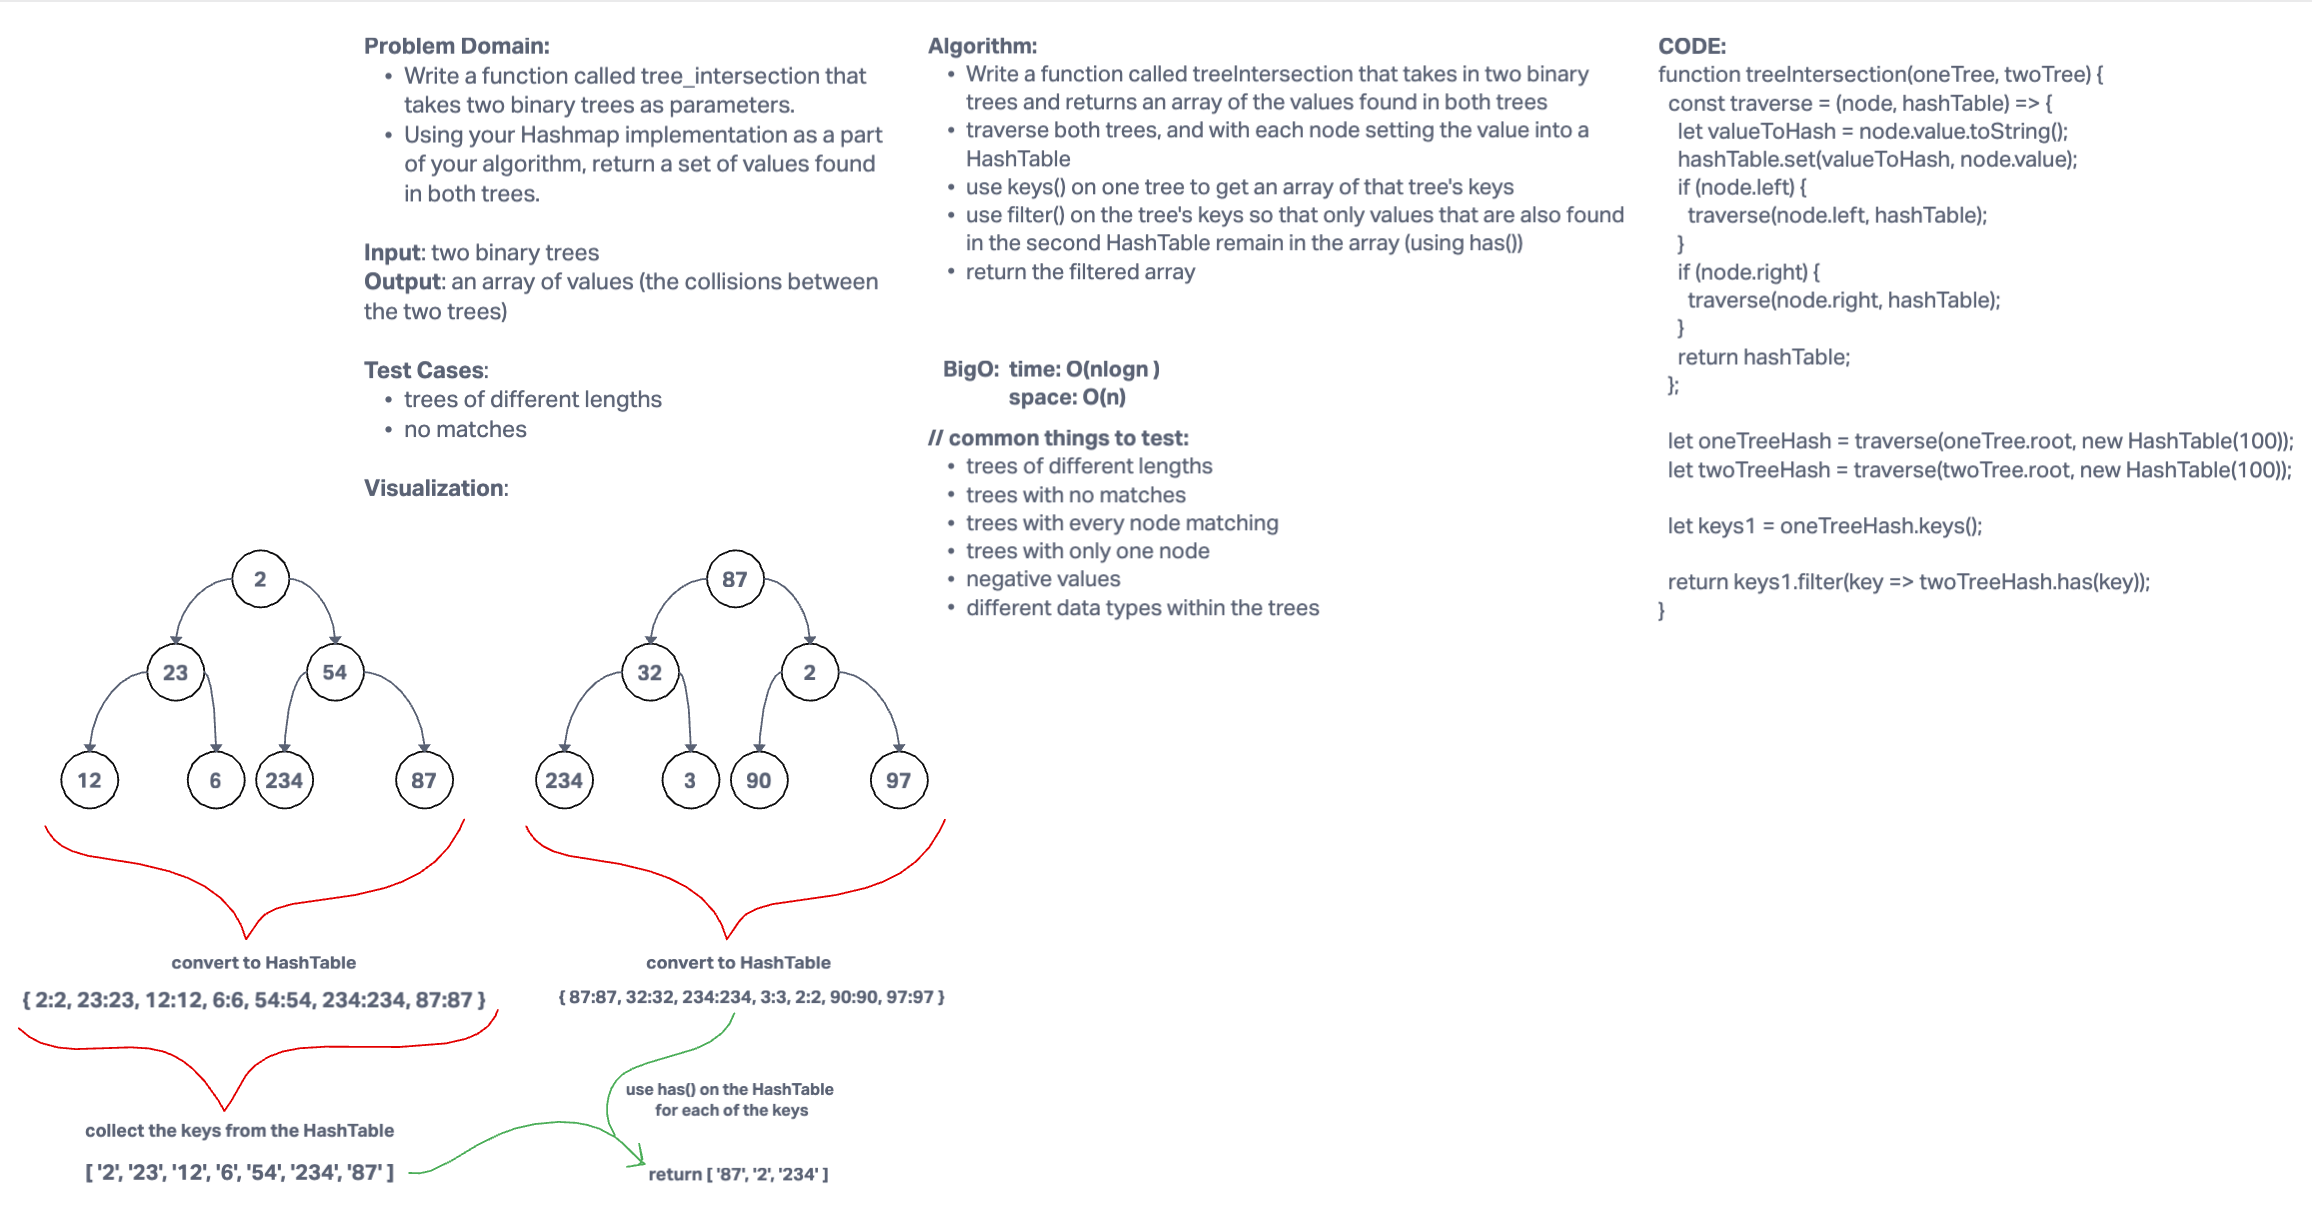 Problem Domain:
• Write a function called tree_intersection that
takes two binary trees as parameters.
• Using your Hashmap implementation as a part
of your algorithm, return a set of values found
in both trees.
Input: two binary trees
Output: an array of values (the collisions between
the two trees)
Test Cases:
• trees of different lengths
• no matches
Visualization:
2
23
54
12
6
234
87
87
32
2
234
3
90
97
convert to HashTable
{ 2:2, 23:23, 12:12, 6:6, 54:54, 234:234, 87:87 }
convert to HashTable
{ 87:87, 32:32, 234:234, 3:3, 2:2, 90:90, 97:97 }
collect the keys from the HashTable
[ '2', '23', '12', '6', '54', '234', '87' ]
use has() on the HashTable
for each of the keys
return [ '87', '2', '234' ]
Algorithm:
• Write a function called treeIntersection that takes in two binary
trees and returns an array of the values found in both trees
• traverse both trees, and with each node setting the value into a
HashTable
• use keys() on one tree to get an array of that tree's keys
• use filter() on the tree's keys so that only values that are also found
in the second HashTable remain in the array (using has())
• return the filtered array
BigO: time: O(nlogn )
space: O(n)
// common things to test:
• trees of different lengths
• trees with no matches
• trees with every node matching
• trees with only one node
• negative values
• different data types within the trees
CODE:
function treeIntersection(oneTree, twoTree) {
const traverse = (node, hashTable) => {
let valueToHash = node.value.toString();
hashTable.set(valueToHash, node.value);
if (node.left) {
traverse(node.left, hashTable);
}
if (node.right) {
traverse(node.right, hashTable);
}
return hashTable;
};
let oneTreeHash = traverse(oneTree.root, new HashTable(100));
let twoTreeHash = traverse(twoTree.root, new HashTable(100));
let keys1 = oneTreeHash.keys();
return keys1.filter(key => twoTreeHash.has(key));
}